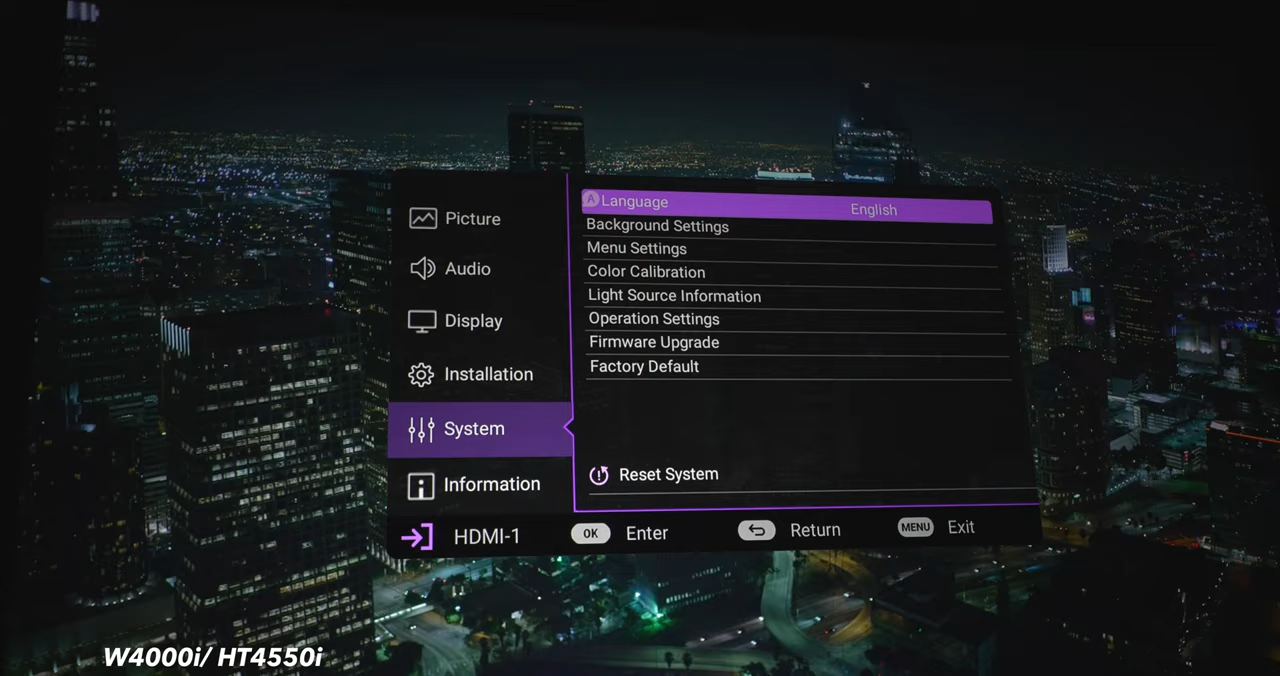 Picture
Audio
Display
Installation
System
Information
Language English
Background Settings
Menu Settings
Color Calibration
Light Source Information
Operation Settings
Firmware Upgrade
Factory Default
Reset System
HDMI-1 OK Enter Return MENU Exit
W4000i/ HT4550i